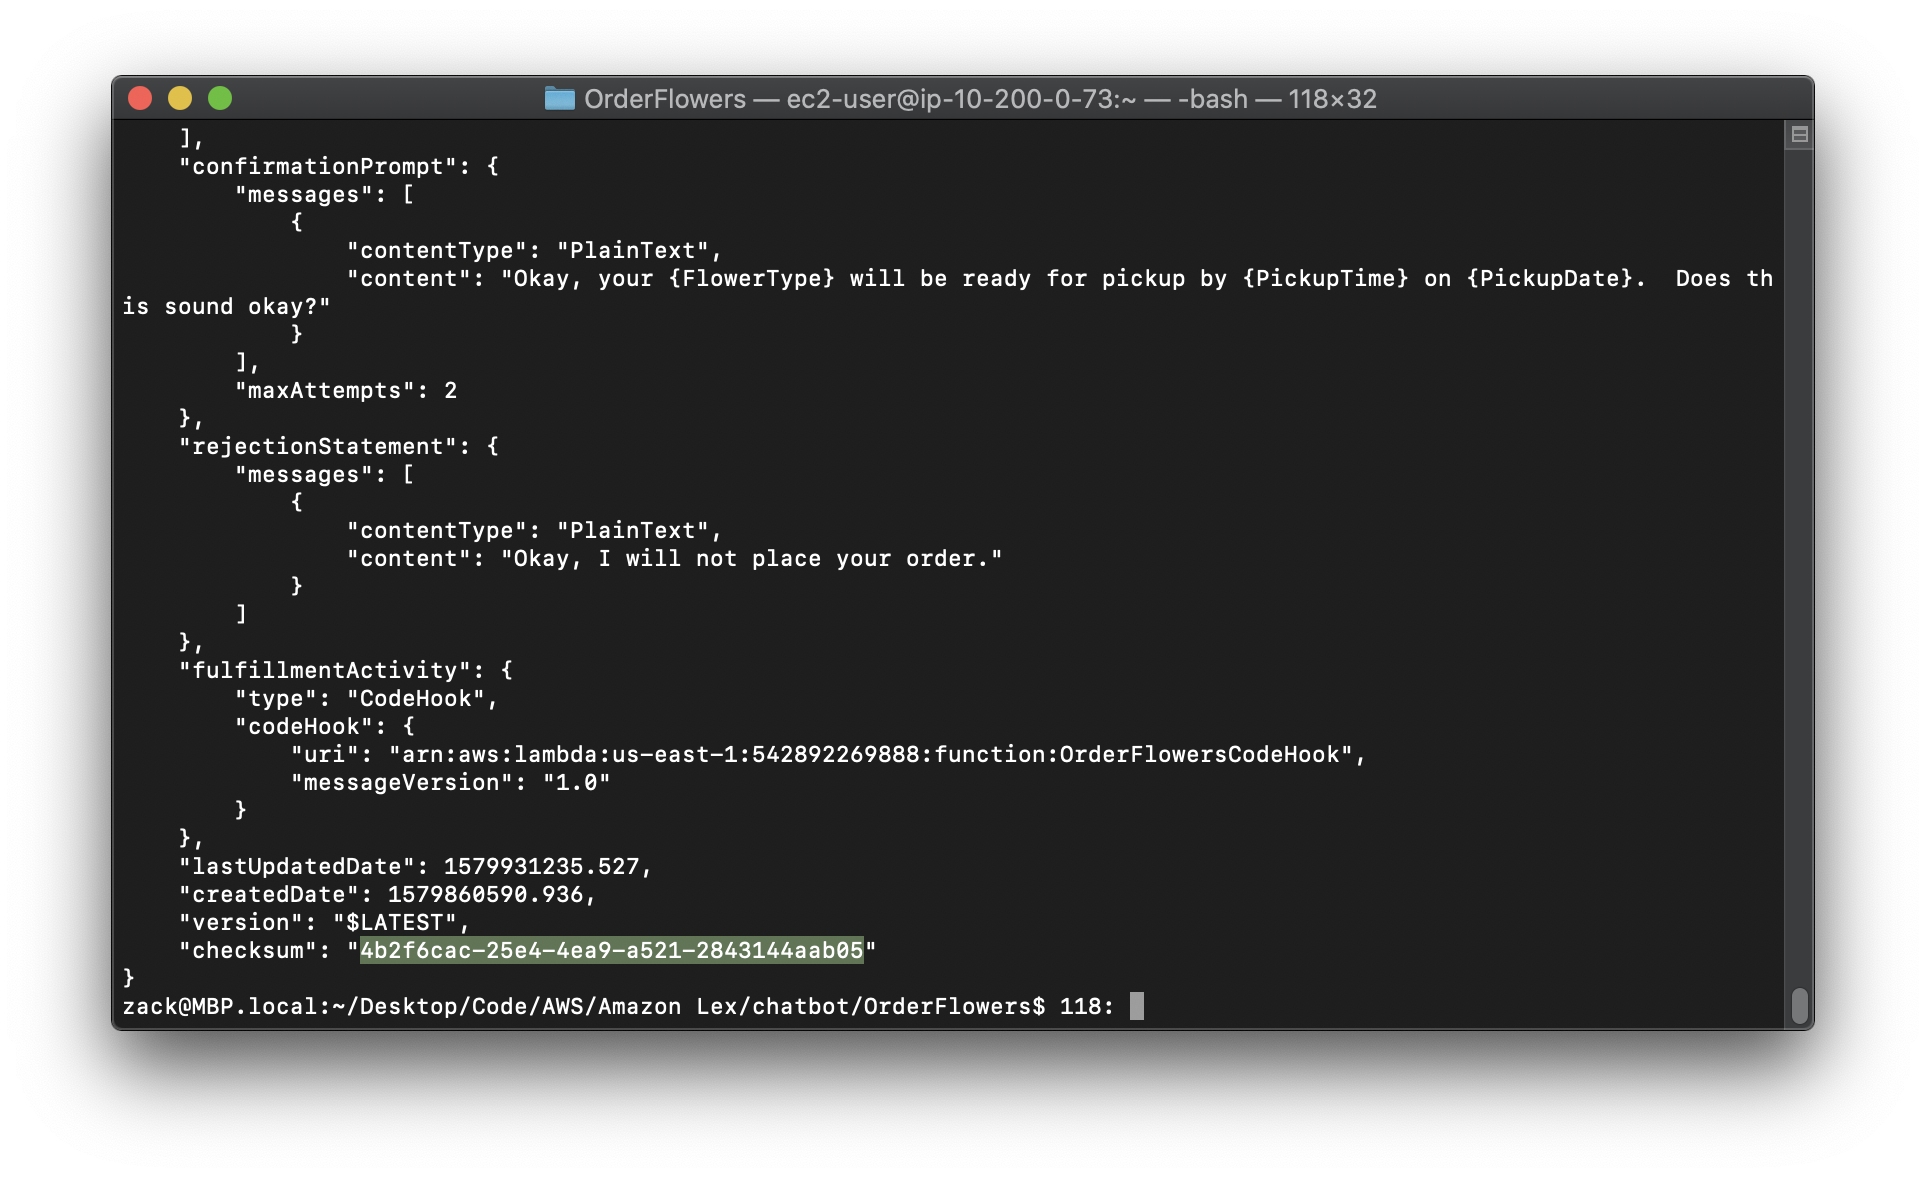 OrderFlowers — ec2-user@ip-10-200-0-73:~ — -bash — 118×32
    ],
    "confirmationPrompt": {
        "messages": [
            {
                "contentType": "PlainText",
                "content": "Okay, your {FlowerType} will be ready for pickup by {PickupTime} on {PickupDate}.  Does th
is sound okay?"
            }
        ],
        "maxAttempts": 2
    },
    "rejectionStatement": {
        "messages": [
            {
                "contentType": "PlainText",
                "content": "Okay, I will not place your order."
            }
        ]
    },
    "fulfillmentActivity": {
        "type": "CodeHook",
        "codeHook": {
            "uri": "arn:aws:lambda:us-east-1:542892269888:function:OrderFlowersCodeHook",
            "messageVersion": "1.0"
        }
    },
    "lastUpdatedDate": 1579931235.527,
    "createdDate": 1579860590.936,
    "version": "$LATEST",
    "checksum": "4b2f6cac-25e4-4ea9-a521-2843144aab05"
}
zack@MBP.local:~/Desktop/Code/AWS/Amazon Lex/chatbot/OrderFlowers$ 118: